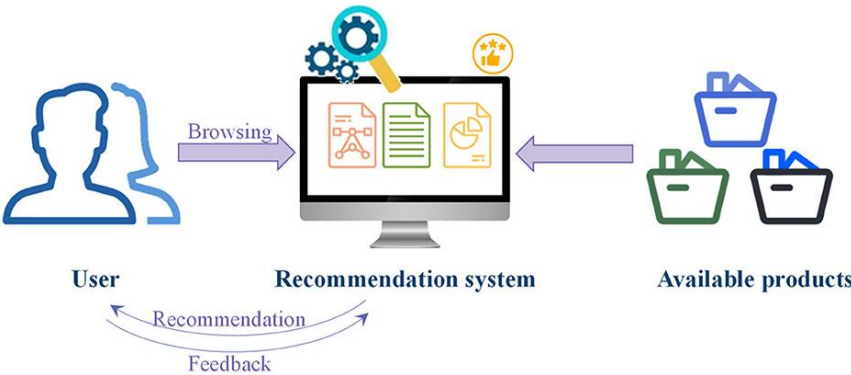 Browsing
User
Recommendation system
Available products
Recommendation
Feedback